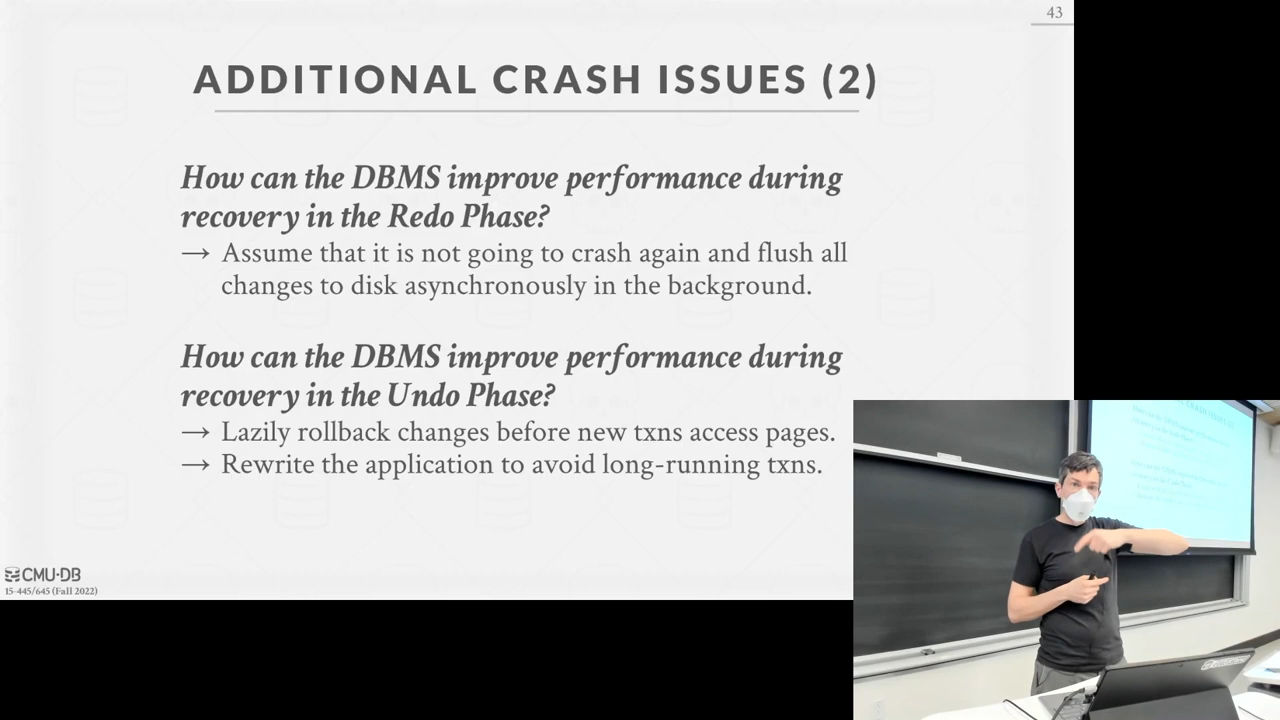 43
ADDITIONAL CRASH ISSUES (2)
How can the DBMS improve performance during
recovery in the Redo Phase?
→ Assume that it is not going to crash again and flush all
changes to disk asynchronously in the background.
How can the DBMS improve performance during
recovery in the Undo Phase?
→ Lazily rollback changes before new txns access pages.
→ Rewrite the application to avoid long-running txns.
CMU·DB
15-445/645 (Fall 2022)